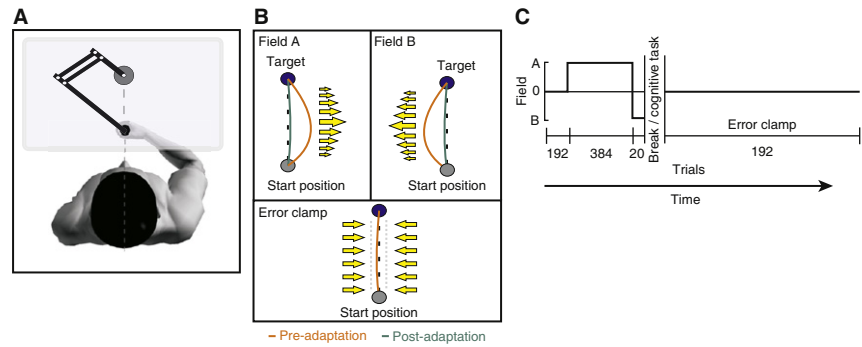 A
B
Field A
Target
Start position
Field B
Target
Start position
Error clamp
Start position
– Pre-adaptation – Post-adaptation
C
Field
A
0
B
Break / cognitive task
Error clamp
192 384 20 192
Trials
Time